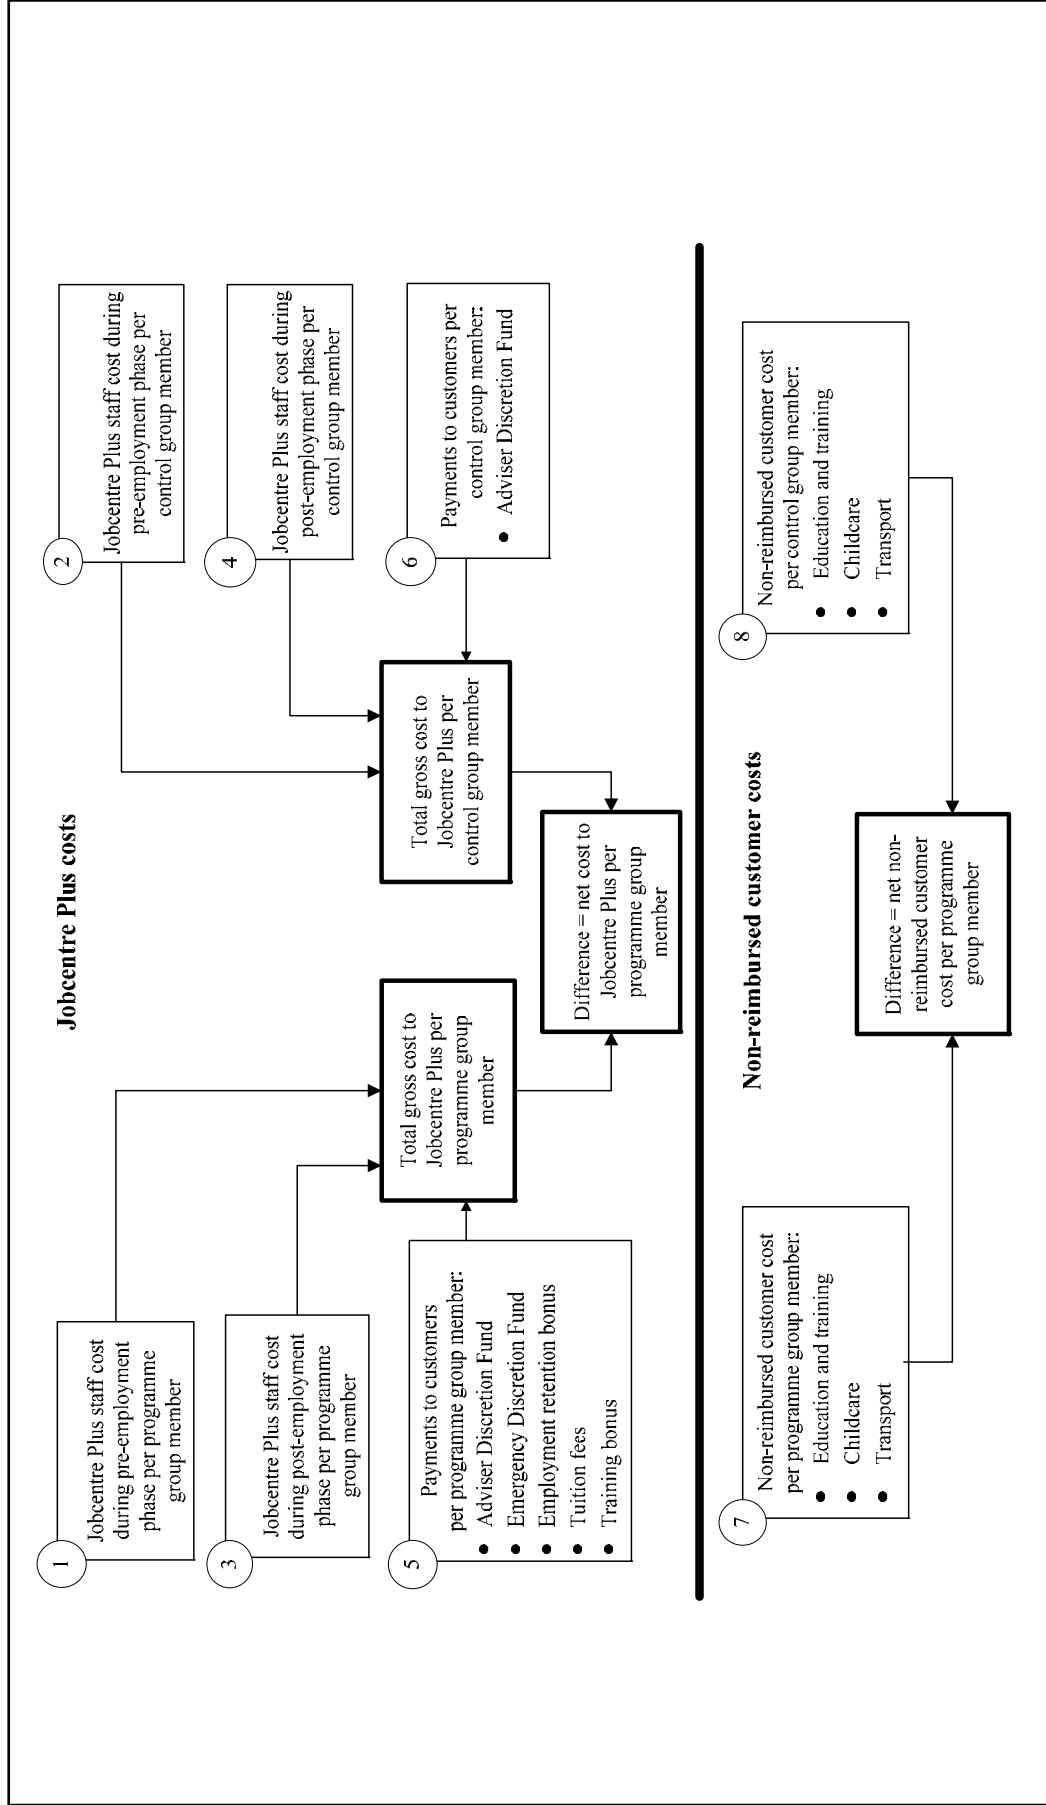 Jobcentre Plus costs
1
Jobcentre Plus staff cost
during pre-employment
phase per programme
group member
2
Jobcentre Plus staff cost during
pre-employment phase per
control group member
3
Jobcentre Plus staff cost
during post-employment
phase per programme
group member
4
Jobcentre Plus staff cost during
post-employment phase per
control group member
5
Payments to customers
per programme group member:
● Adviser Discretion Fund
● Emergency Discretion Fund
● Employment retention bonus
● Tuition fees
● Training bonus
Total gross cost to
Jobcentre Plus per
programme group
member
Total gross cost to
Jobcentre Plus per
control group member
6
Payments to customers per
control group member:
● Adviser Discretion Fund
Difference = net cost to
Jobcentre Plus per
programme group
member
Non-reimbursed customer costs
7
Non-reimbursed customer cost
per programme group member:
● Education and training
● Childcare
● Transport
8
Non-reimbursed customer cost
per control group member:
● Education and training
● Childcare
● Transport
Difference = net non-
reimbursed customer
cost per programme
group member